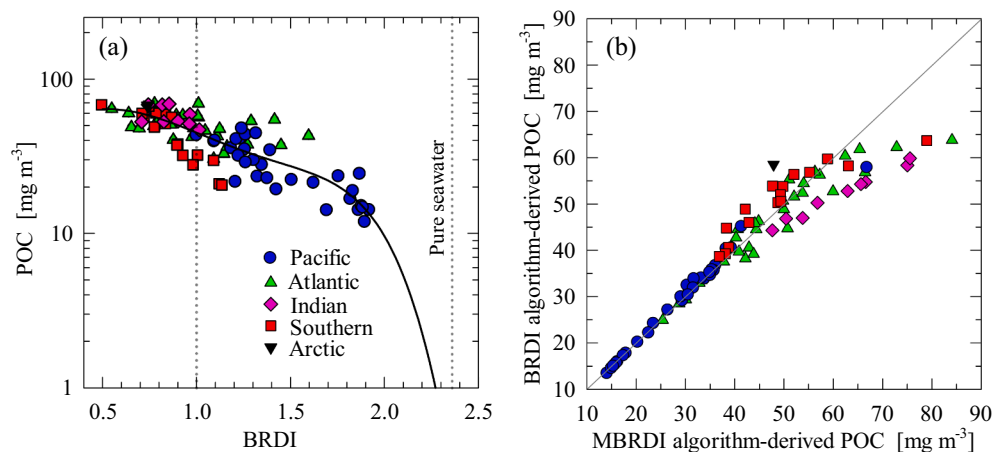 (a)
POC [mg m⁻³]
100
10
1
Pure seawater
Pacific
Atlantic
Indian
Southern
Arctic
0.5 1.0 1.5 2.0 2.5
BRDI
(b)
BRDI algorithm-derived POC [mg m⁻³]
90
80
70
60
50
40
30
20
10
10 20 30 40 50 60 70 80 90
MBRDI algorithm-derived POC [mg m⁻³]